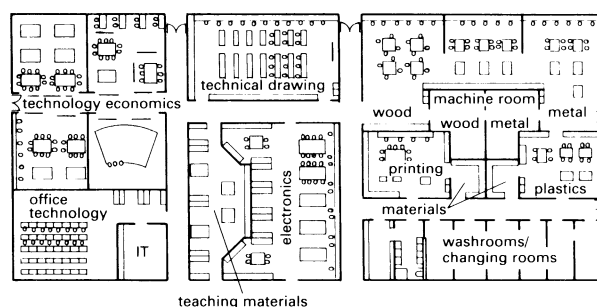 technology economics
technical drawing
wood
machine room
metal
wood metal
printing
plastics
materials
office
technology
IT
electronics
washrooms/
changing rooms
teaching materials